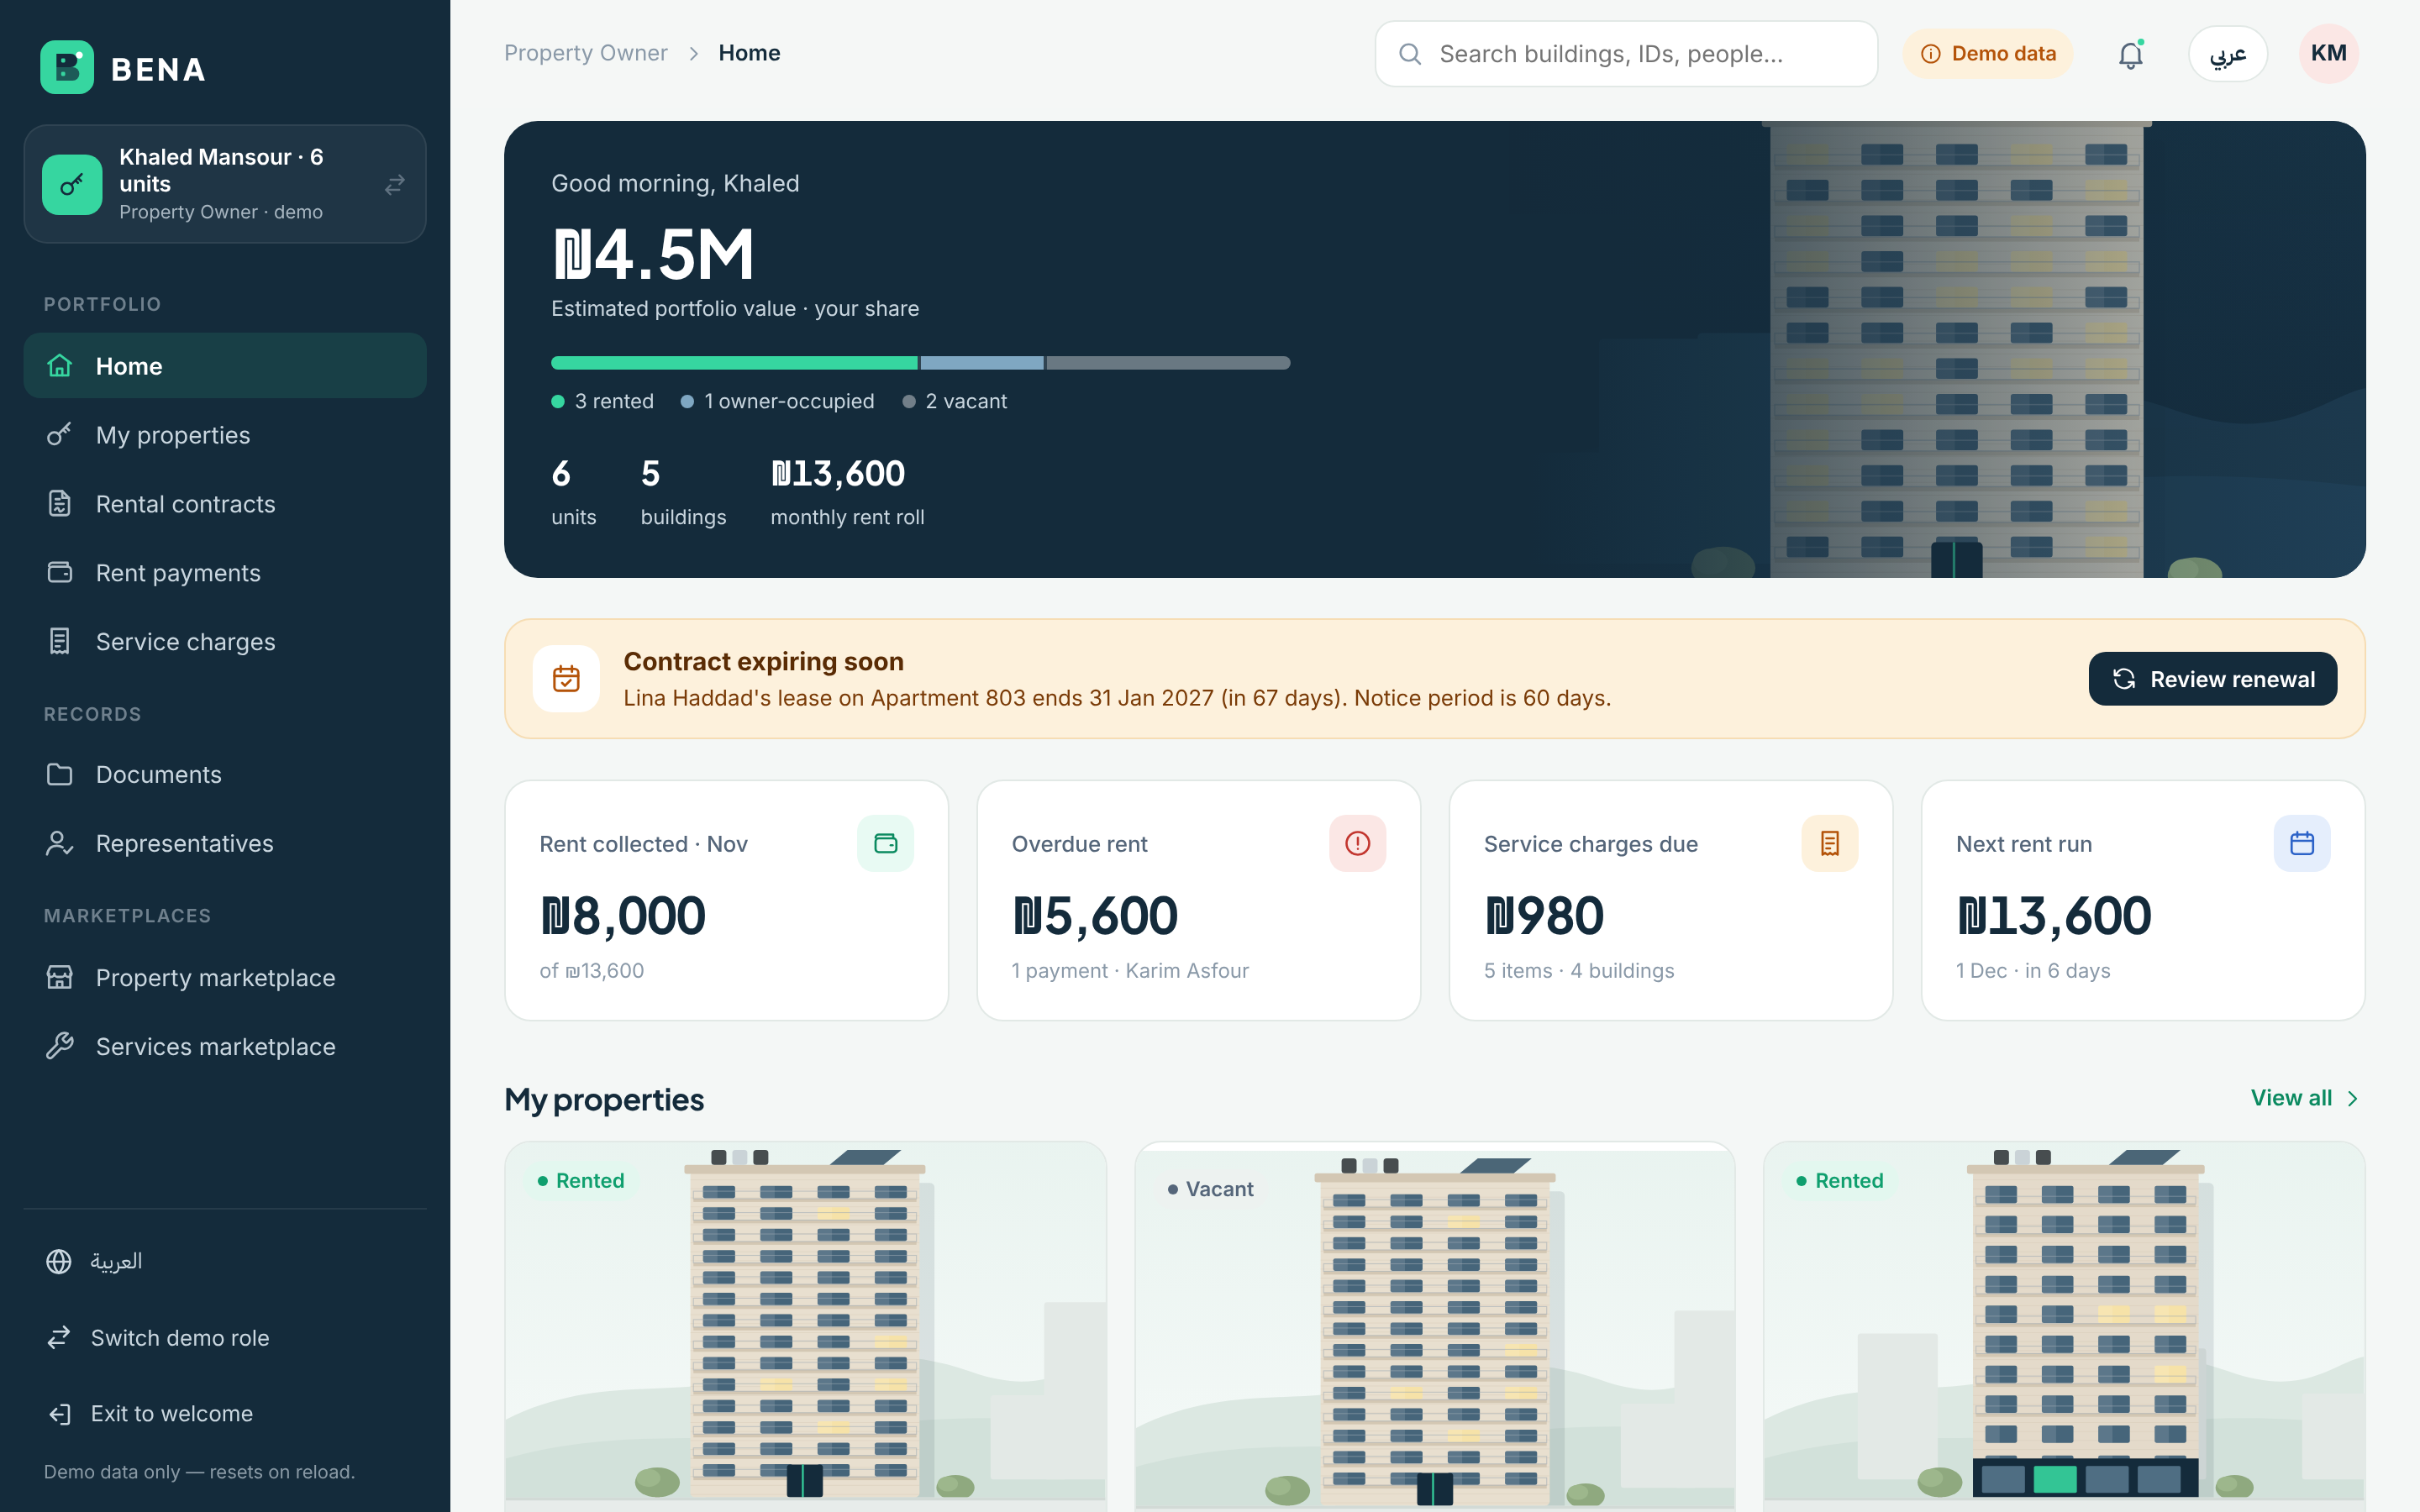 BENA
Khaled Mansour · 6
units
Property Owner · demo
PORTFOLIO
Home
My properties
Rental contracts
Rent payments
Service charges
RECORDS
Documents
Representatives
MARKETPLACES
Property marketplace
Services marketplace
العربية
Switch demo role
Exit to welcome
Demo data only — resets on reload.
Property Owner > Home
Search buildings, IDs, people...
Demo data
عربي
KM
Good morning, Khaled
₪4.5M
Estimated portfolio value · your share
3 rented 1 owner-occupied 2 vacant
6 5 ₪13,600
units buildings monthly rent roll
Contract expiring soon
Lina Haddad's lease on Apartment 803 ends 31 Jan 2027 (in 67 days). Notice period is 60 days.
Review renewal
Rent collected · Nov
₪8,000
of ₪13,600
Overdue rent
₪5,600
1 payment · Karim Asfour
Service charges due
₪980
5 items · 4 buildings
Next rent run
₪13,600
1 Dec · in 6 days
My properties
View all
Rented
Vacant
Rented